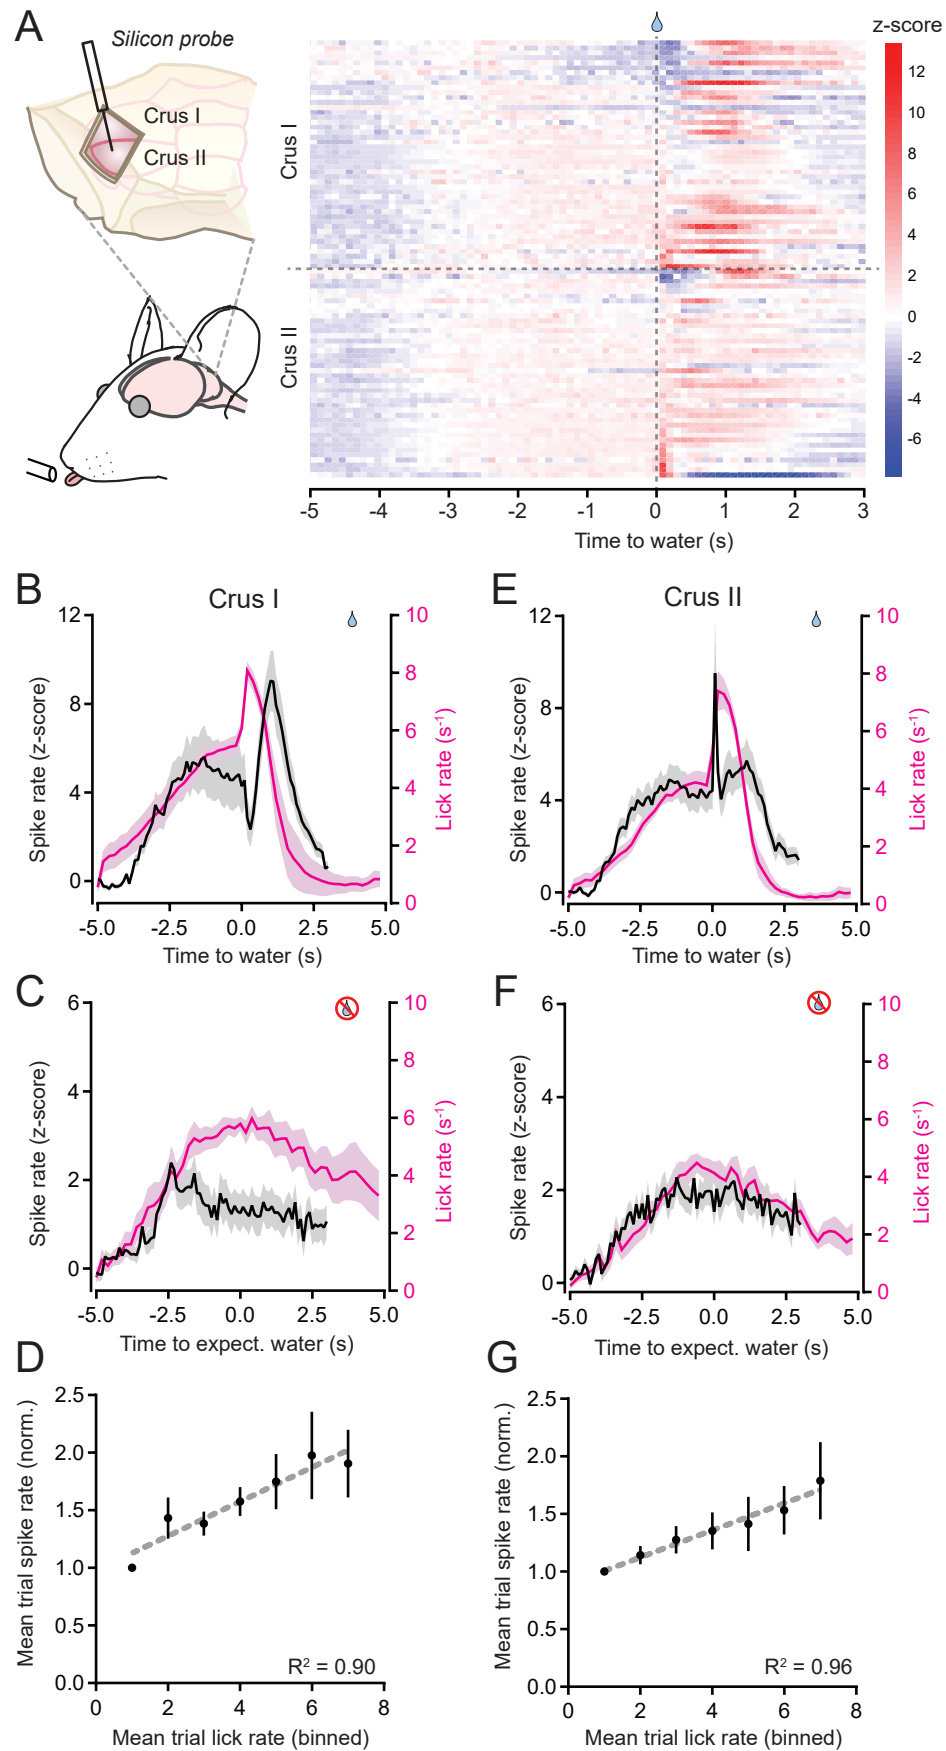 A
Silicon probe
Crus I
Crus II
Crus I
Crus II
z-score
12
10
8
6
4
2
0
-2
-4
-6
-5 -4 -3 -2 -1 0 1 2 3
Time to water (s)
B
Crus I
12
8
4
0
Spike rate (z-score)
10
8
6
4
2
0
Lick rate (s-1)
-5.0 -2.5 0.0 2.5 5.0
Time to water (s)
E
Crus II
12
8
4
0
Spike rate (z-score)
10
8
6
4
2
0
Lick rate (s-1)
-5.0 -2.5 0.0 2.5 5.0
Time to water (s)
C
6
4
2
0
Spike rate (z-score)
10
8
6
4
2
0
Lick rate (s-1)
-5.0 -2.5 0.0 2.5 5.0
Time to expect. water (s)
F
6
4
2
0
Spike rate (z-score)
10
8
6
4
2
0
Lick rate (s-1)
-5.0 -2.5 0.0 2.5 5.0
Time to expect. water (s)
D
2.5
2.0
1.5
1.0
0.5
0.0
Mean trial spike rate (norm.)
R2 = 0.90
0 2 4 6 8
Mean trial lick rate (binned)
G
2.5
2.0
1.5
1.0
0.5
0.0
Mean trial spike rate (norm.)
R2 = 0.96
0 2 4 6 8
Mean trial lick rate (binned)